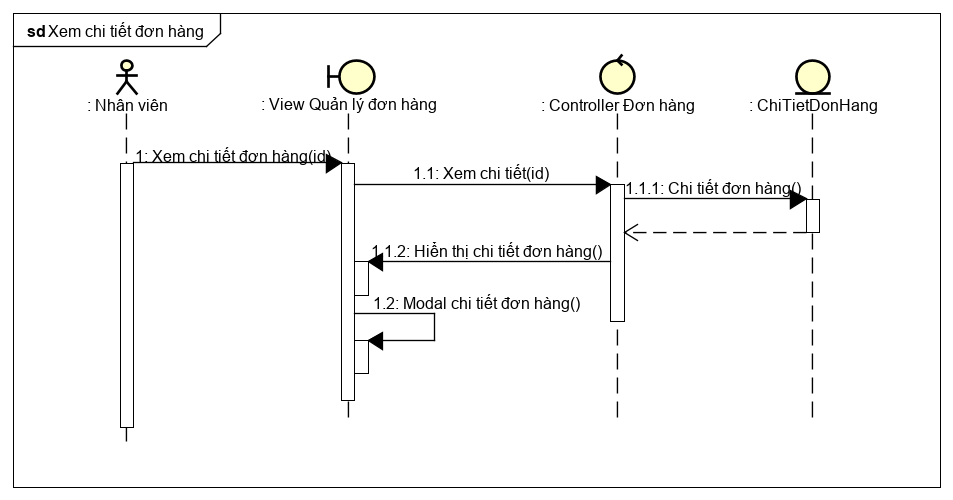 sd Xem chi tiết đơn hàng
: Nhân viên
: View Quản lý đơn hàng
: Controller Đơn hàng
: ChiTietDonHang
1: Xem chi tiết đơn hàng(id)
1.1: Xem chi tiết(id)
1.1.1: Chi tiết đơn hàng()
1.1.2: Hiển thị chi tiết đơn hàng()
1.2: Modal chi tiết đơn hàng()